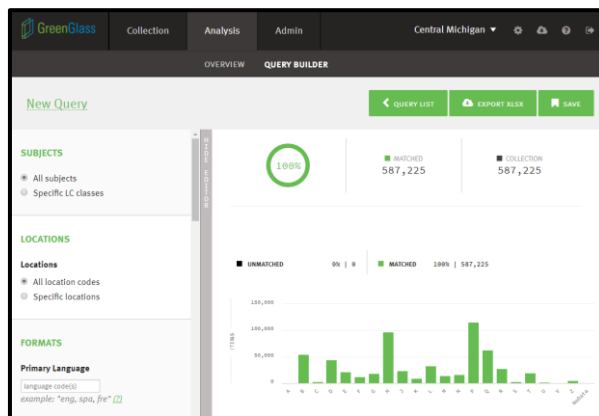 GreenGlass
Collection
Analysis
Admin
Central Michigan
OVERVIEW
QUERY BUILDER
New Query
QUERY LIST
EXPORT XLSX
SAVE
SUBJECTS
All subjects
Specific LC classes
LOCATIONS
Locations
All location codes
Specific locations
FORMATS
Primary Language
language code(s)
example: "eng, spa, fre" (?)
HIDE EDITOR
100%
MATCHED
587,225
COLLECTION
587,225
UNMATCHED 0% | 0
MATCHED 100% | 587,225
ITEMS
150,000
100,000
50,000
0
A B C D E F G H J K L M N P Q R S T U V Z